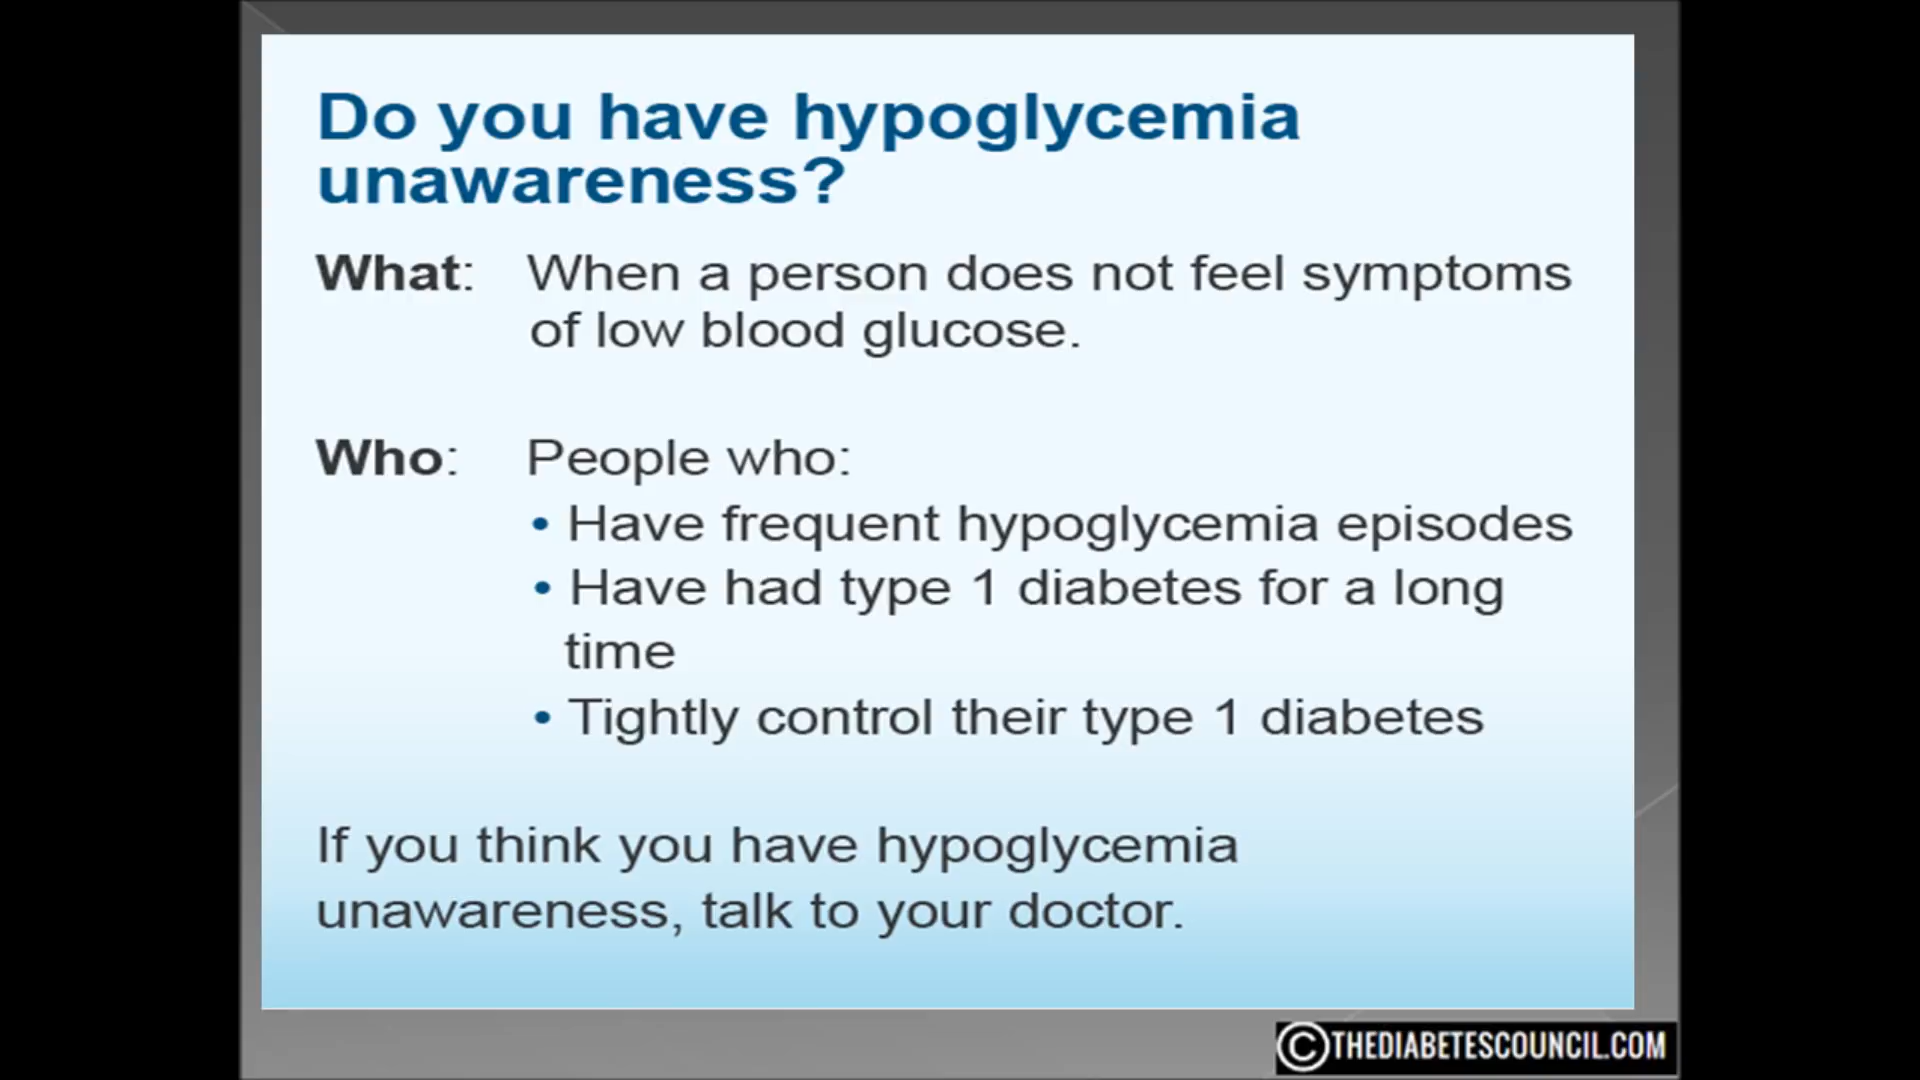 Do you have hypoglycemia
unawareness?
What: When a person does not feel symptoms
of low blood glucose.
Who: People who:
• Have frequent hypoglycemia episodes
• Have had type 1 diabetes for a long
time
• Tightly control their type 1 diabetes
If you think you have hypoglycemia
unawareness, talk to your doctor.
©THEDIABETESCOUNCIL.COM